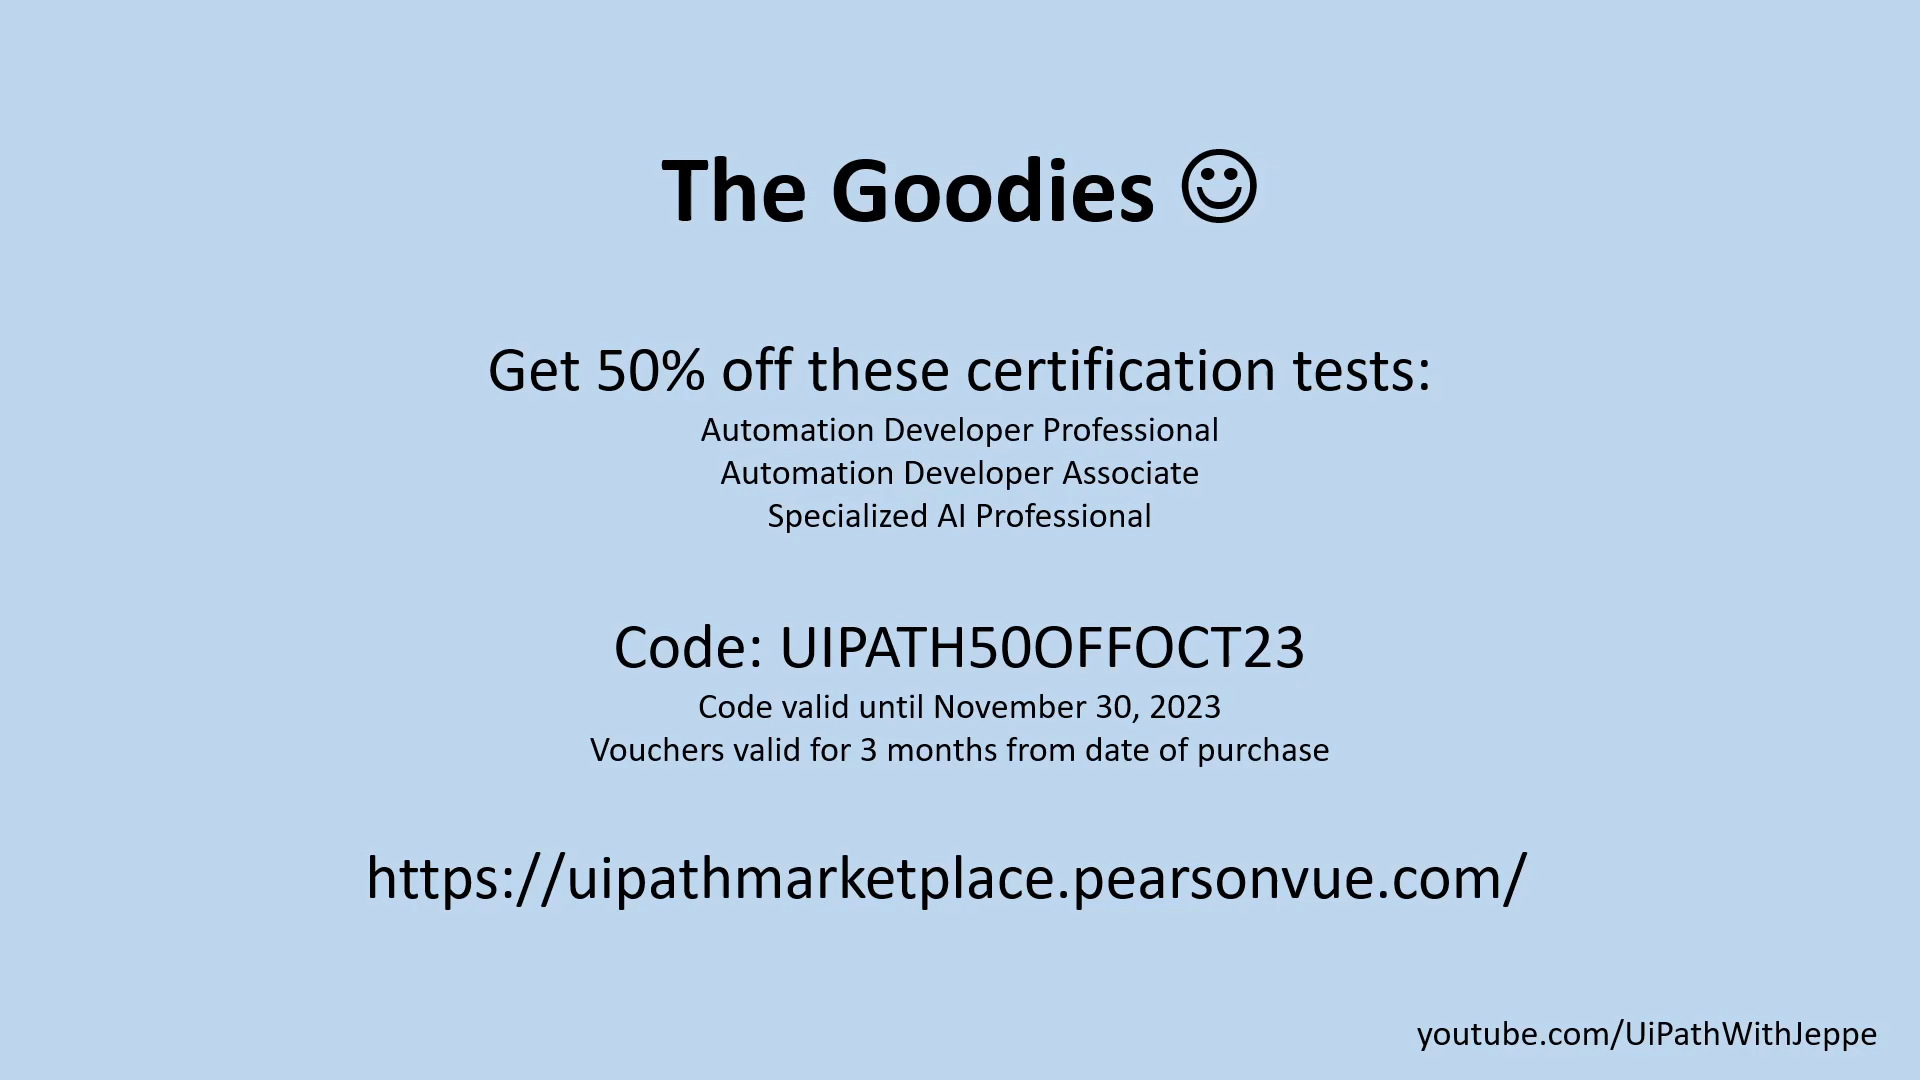 The Goodies ☺
Get 50% off these certification tests:
Automation Developer Professional
Automation Developer Associate
Specialized AI Professional
Code: UIPATH50OFFOCT23
Code valid until November 30, 2023
Vouchers valid for 3 months from date of purchase
https://uipathmarketplace.pearsonvue.com/
youtube.com/UiPathWithJeppe